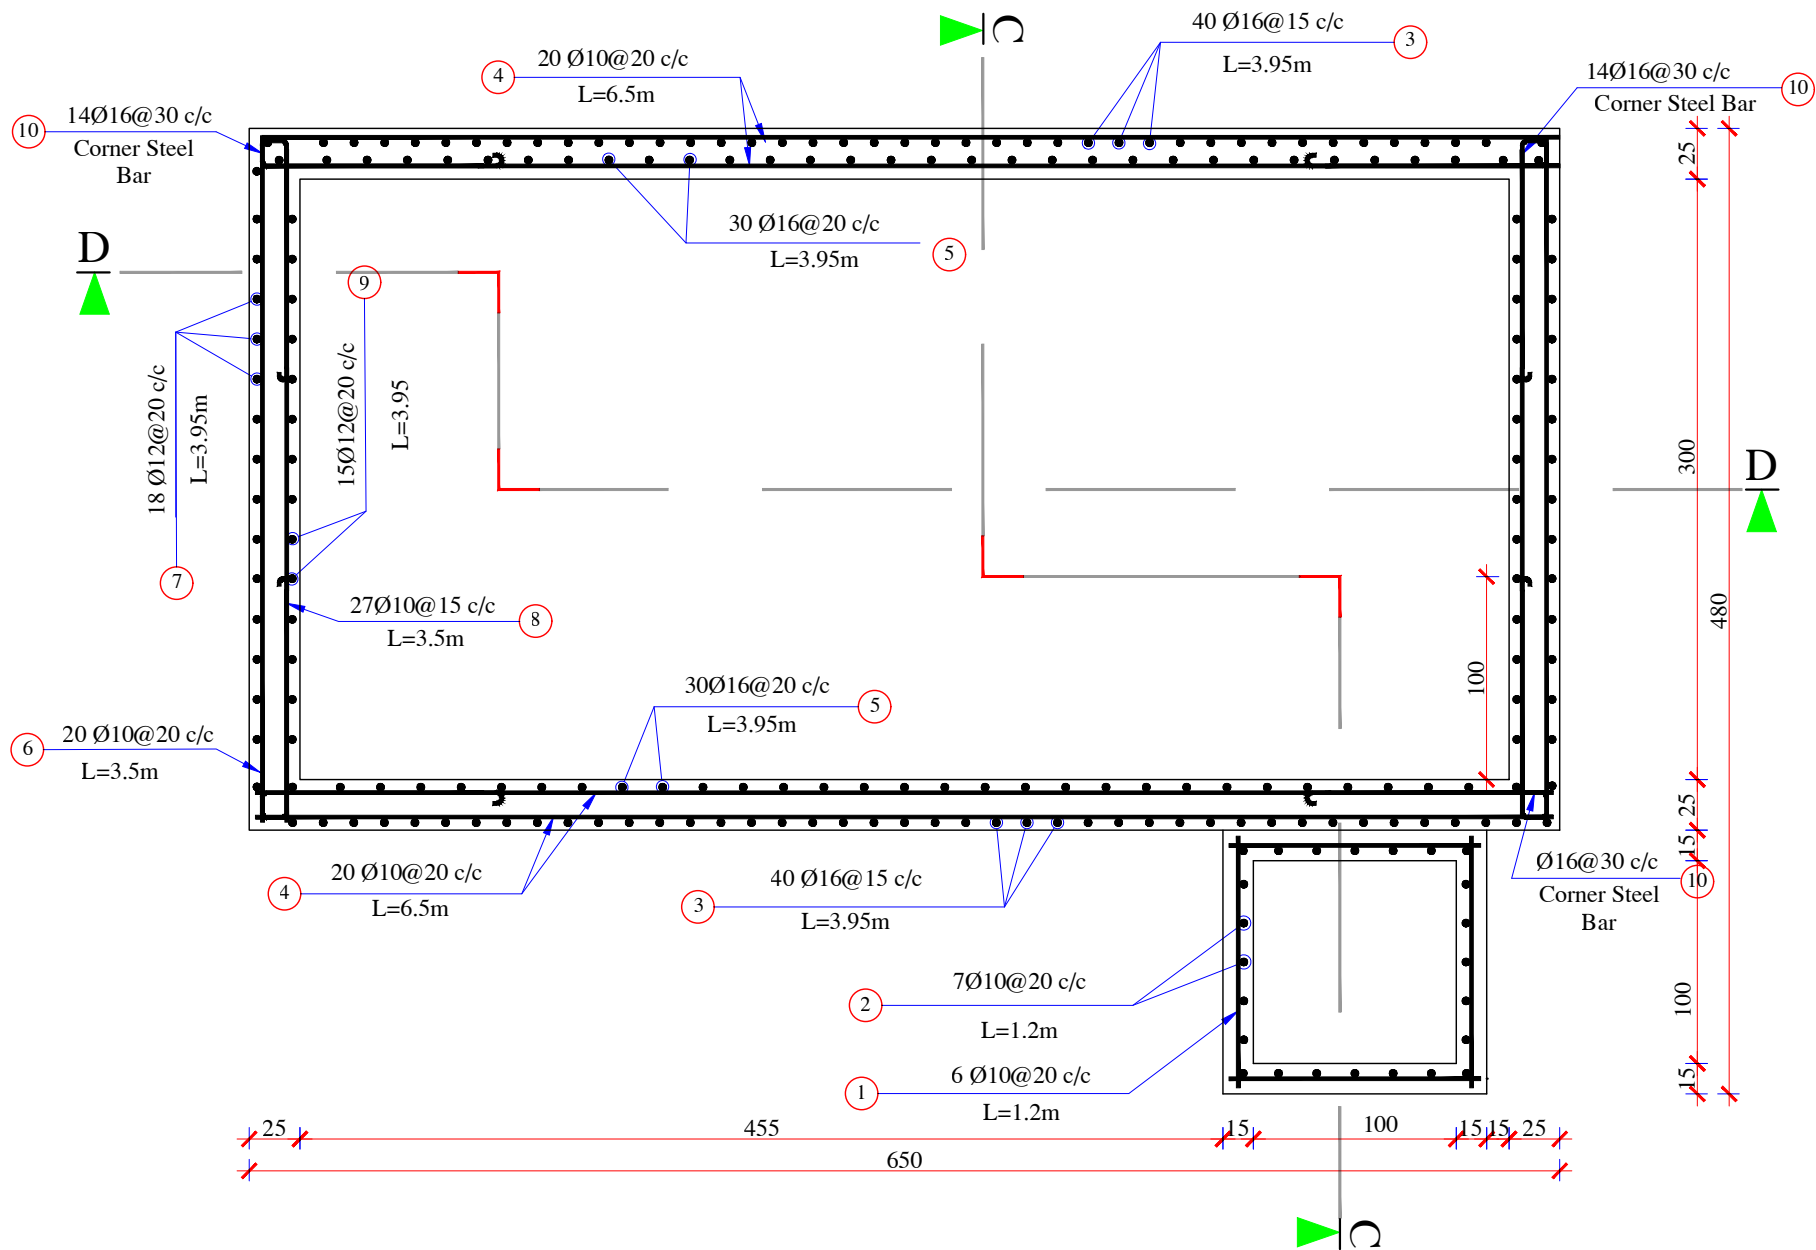 C
40 Ø16@15 c/c
3
L=3.95m
20 Ø10@20 c/c
4
L=6.5m
14Ø16@30 c/c
10
Corner Steel Bar
14Ø16@30 c/c
10
Corner Steel
Bar
25
30 Ø16@20 c/c
5
L=3.95m
D
9
18 Ø12@20 c/c
L=3.95m
15Ø12@20 c/c
L=3.95
300
D
480
7
27Ø10@15 c/c
8
L=3.5m
100
30Ø16@20 c/c
5
L=3.95m
20 Ø10@20 c/c
6
L=3.5m
25
15
20 Ø10@20 c/c
4
L=6.5m
40 Ø16@15 c/c
3
L=3.95m
Ø16@30 c/c
10
Corner Steel
Bar
7Ø10@20 c/c
2
L=1.2m
100
6 Ø10@20 c/c
1
L=1.2m
15
25
455
15
100
15
15
25
650
C